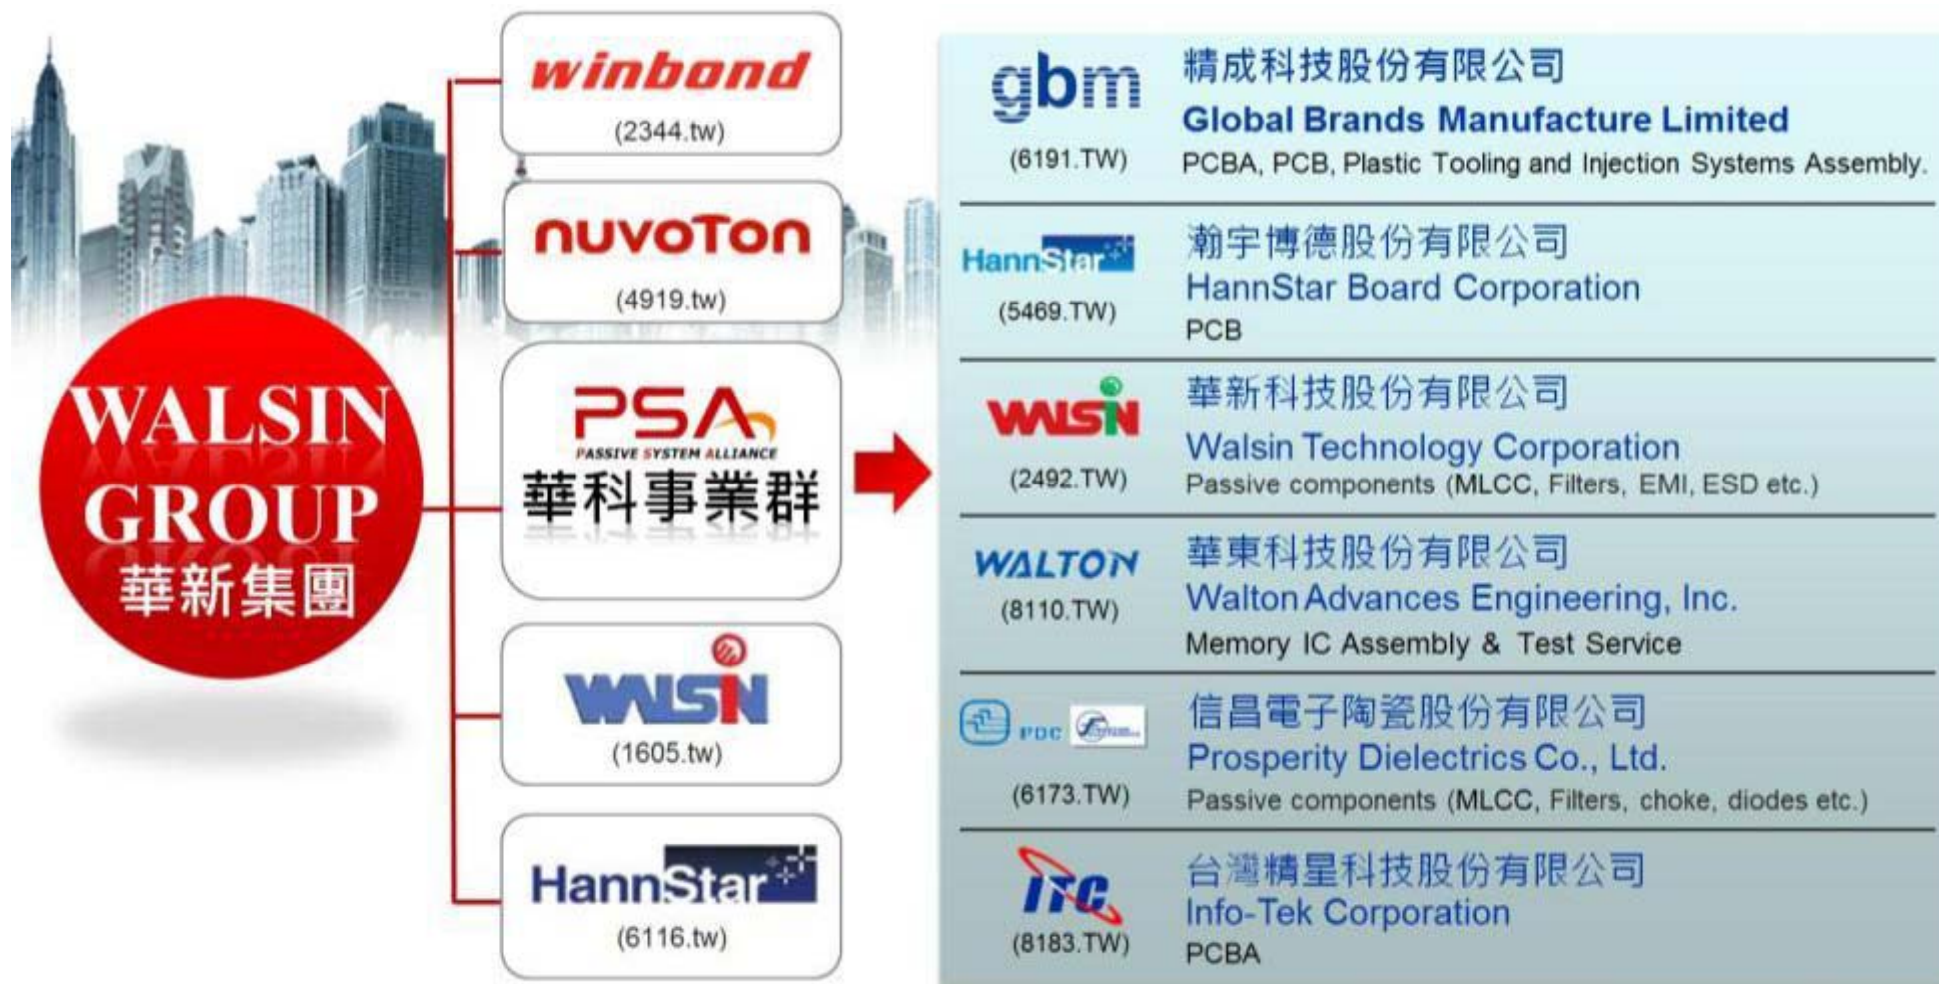 WALSIN
GROUP
華新集團
winbond
(2344.tw)
nuvoTon
(4919.tw)
PSA
PASSIVE SYSTEM ALLIANCE
華科事業群
WALSIN
(1605.tw)
HannStar
(6116.tw)
gbm
(6191.TW)
精成科技股份有限公司
Global Brands Manufacture Limited
PCBA, PCB, Plastic Tooling and Injection Systems Assembly.
HannStar
(5469.TW)
瀚宇博德股份有限公司
HannStar Board Corporation
PCB
WALSIN
(2492.TW)
華新科技股份有限公司
Walsin Technology Corporation
Passive components (MLCC, Filters, EMI, ESD etc.)
WALTON
(8110.TW)
華東科技股份有限公司
Walton Advances Engineering, Inc.
Memory IC Assembly & Test Service
PDC
(6173.TW)
信昌電子陶瓷股份有限公司
Prosperity Dielectrics Co., Ltd.
Passive components (MLCC, Filters, choke, diodes etc.)
ITC
(8183.TW)
台灣精星科技股份有限公司
Info-Tek Corporation
PCBA